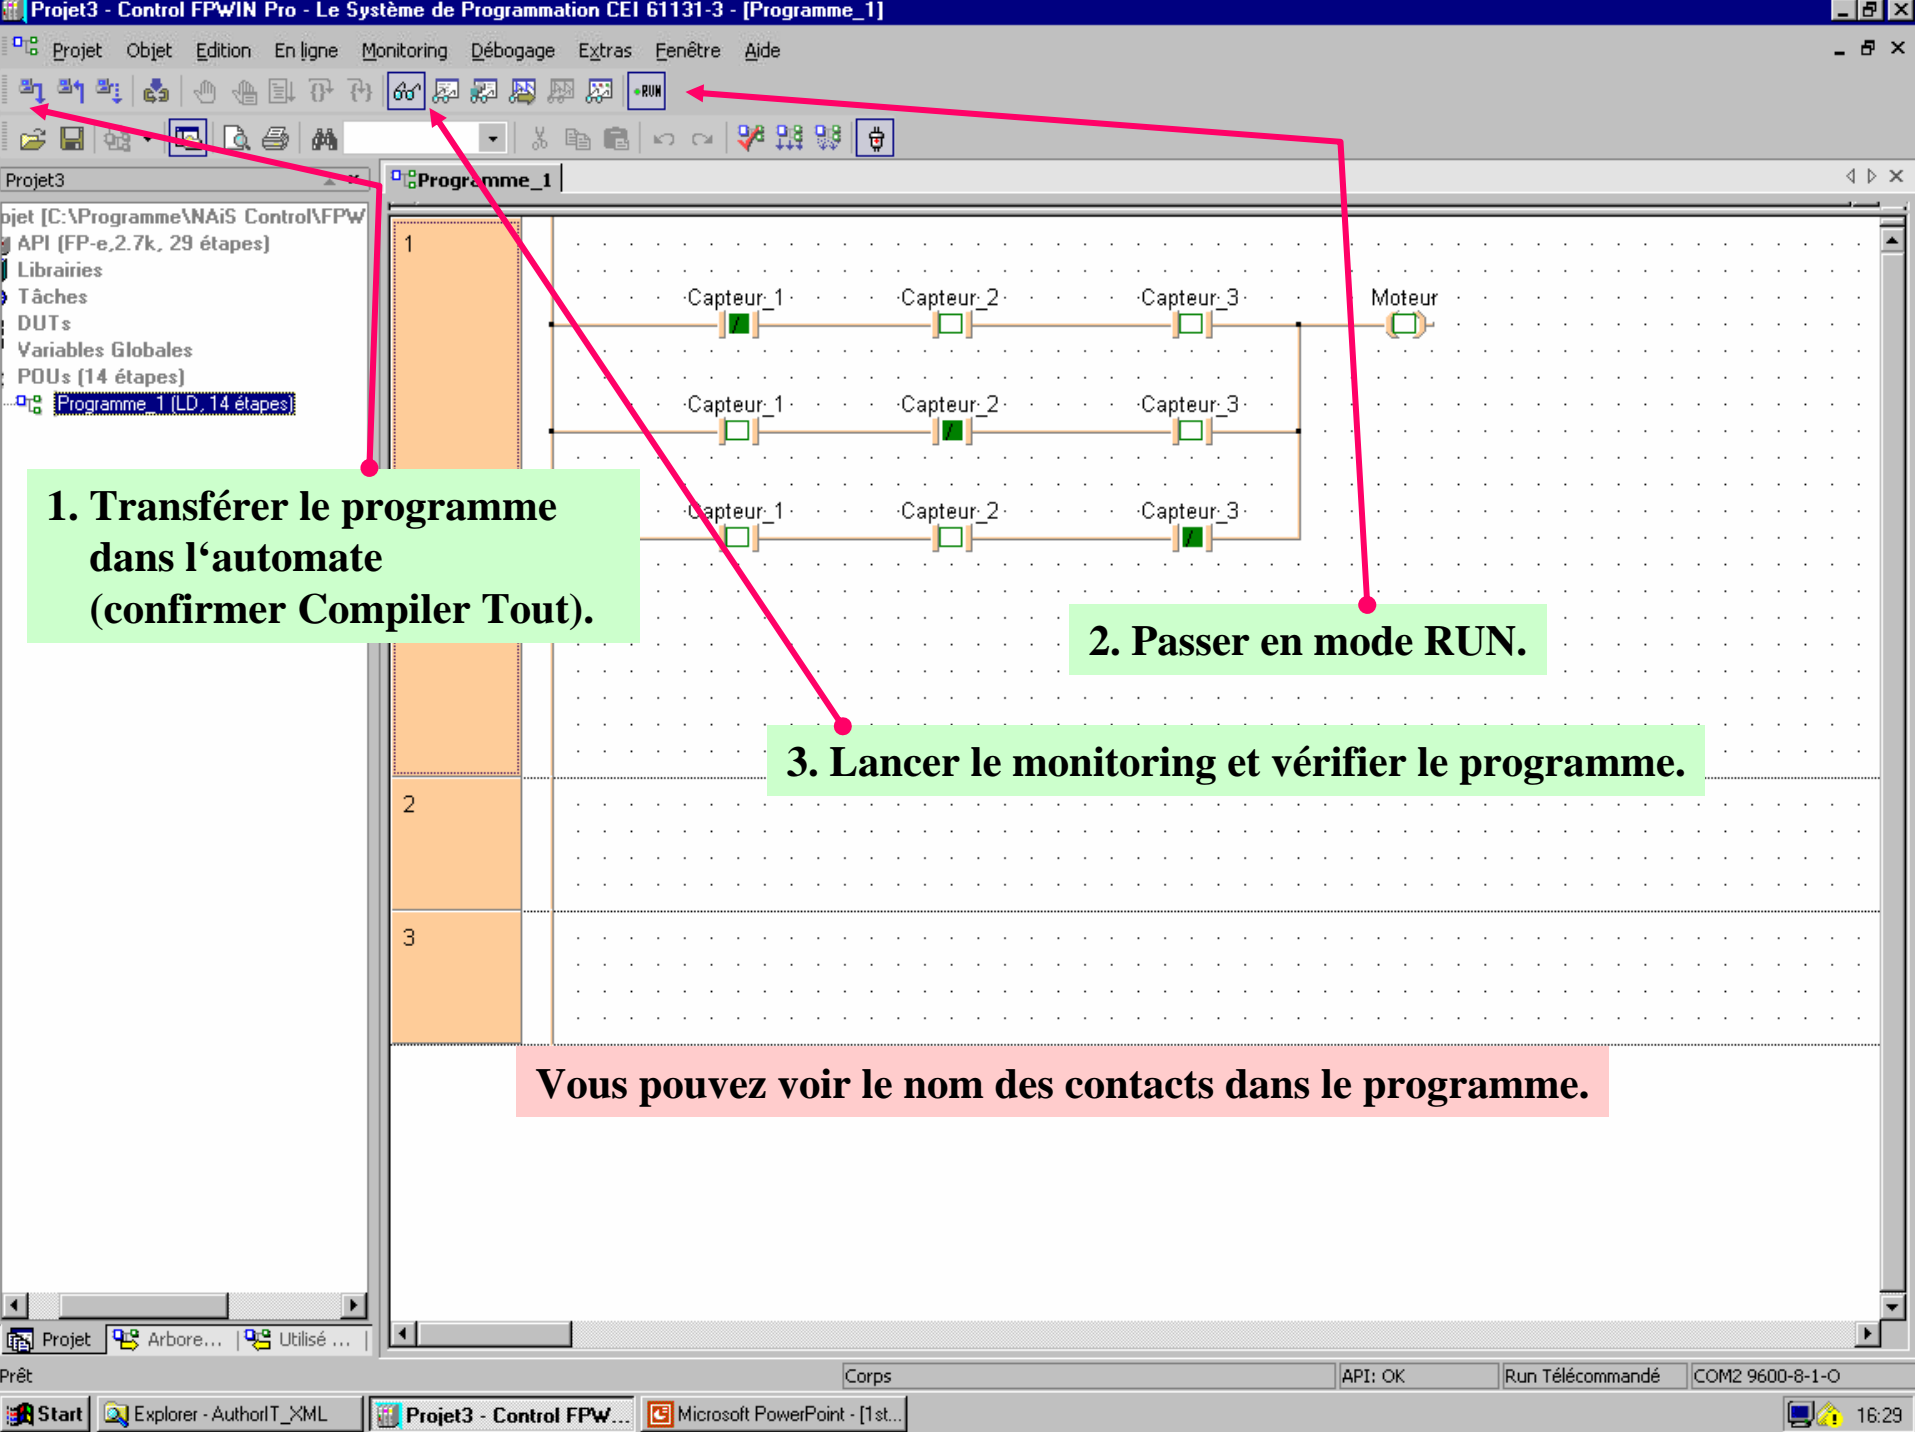 Projet3 - Control FPWIN Pro - Le Système de Programmation CEI 61131-3 - [Programme_1]
Projet Objet Edition En ligne Monitoring Débogage Extras Fenêtre Aide
RUN
Projet3
Programme_1
ojet [C:\Programme\NAiS Control\FPW
API (FP-e,2.7k, 29 étapes)
Librairies
Tâches
DUTs
Variables Globales
POUs (14 étapes)
Programme_1 (LD, 14 étapes)
1
Capteur_1 Capteur_2 Capteur_3 Moteur
Capteur_1 Capteur_2 Capteur_3
Capteur_1 Capteur_2 Capteur_3
1. Transférer le programme
dans l‘automate
(confirmer Compiler Tout).
2. Passer en mode RUN.
3. Lancer le monitoring et vérifier le programme.
2
3
Vous pouvez voir le nom des contacts dans le programme.
Projet Arbore... Utilisé ...
Prêt Corps API: OK Run Télécommandé COM2 9600-8-1-O
Start Explorer - AuthorIT_XML Projet3 - Control FPW... Microsoft PowerPoint - [1st... 16:29